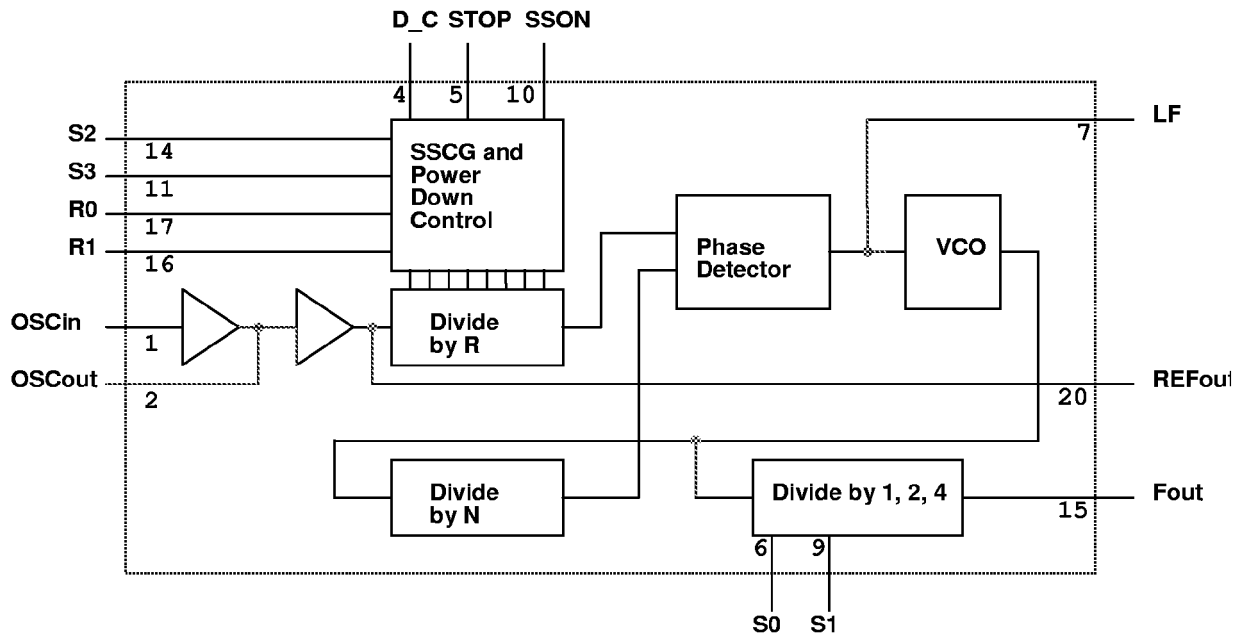 D_C STOP SSON
4 5 10
S2
14
S3
11
R0
17
R1
16
SSCG and
Power
Down
Control
LF
7
Phase
Detector
VCO
OSCin
1
Divide
by R
OSCout
2
REFout
20
Divide
by N
Divide by 1, 2, 4
Fout
15
6 9
S0 S1